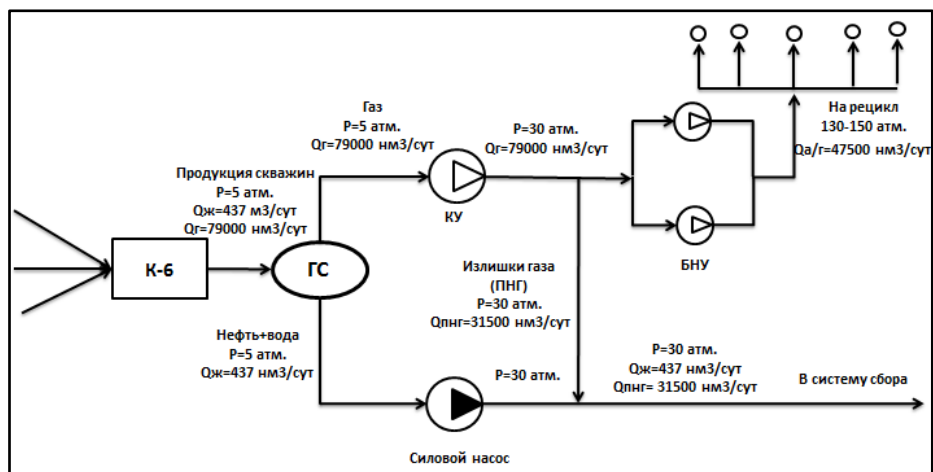 Газ
Р=5 атм.
Qг=79000 нм3/сут
Р=30 атм.
Qг=79000 нм3/сут
На рецикл
130-150 атм.
Qа/г=47500 нм3/сут
Продукция скважин
Р=5 атм.
Qж=437 м3/сут
Qг=79000 нм3/сут
КУ
БНУ
К-6
ГС
Излишки газа
(ПНГ)
Р=30 атм.
Qпнг=31500 нм3/сут
Нефть+вода
Р=5 атм.
Qж=437 нм3/сут
Р=30 атм.
Р=30 атм.
Qж=437 нм3/сут
Qпнг= 31500 нм3/сут
В систему сбора
Силовой насос